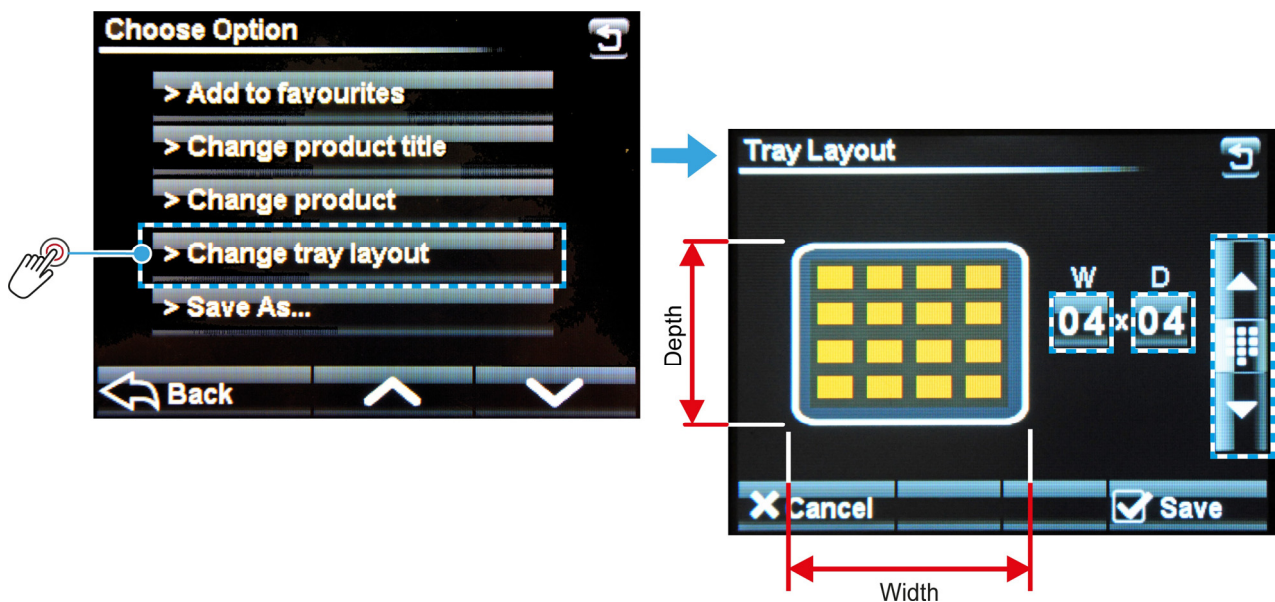 Choose Option
> Add to favourites
> Change product title
> Change product
> Change tray layout
> Save As...
Back
Tray Layout
Depth
W D
04 x 04
Cancel
Save
Width